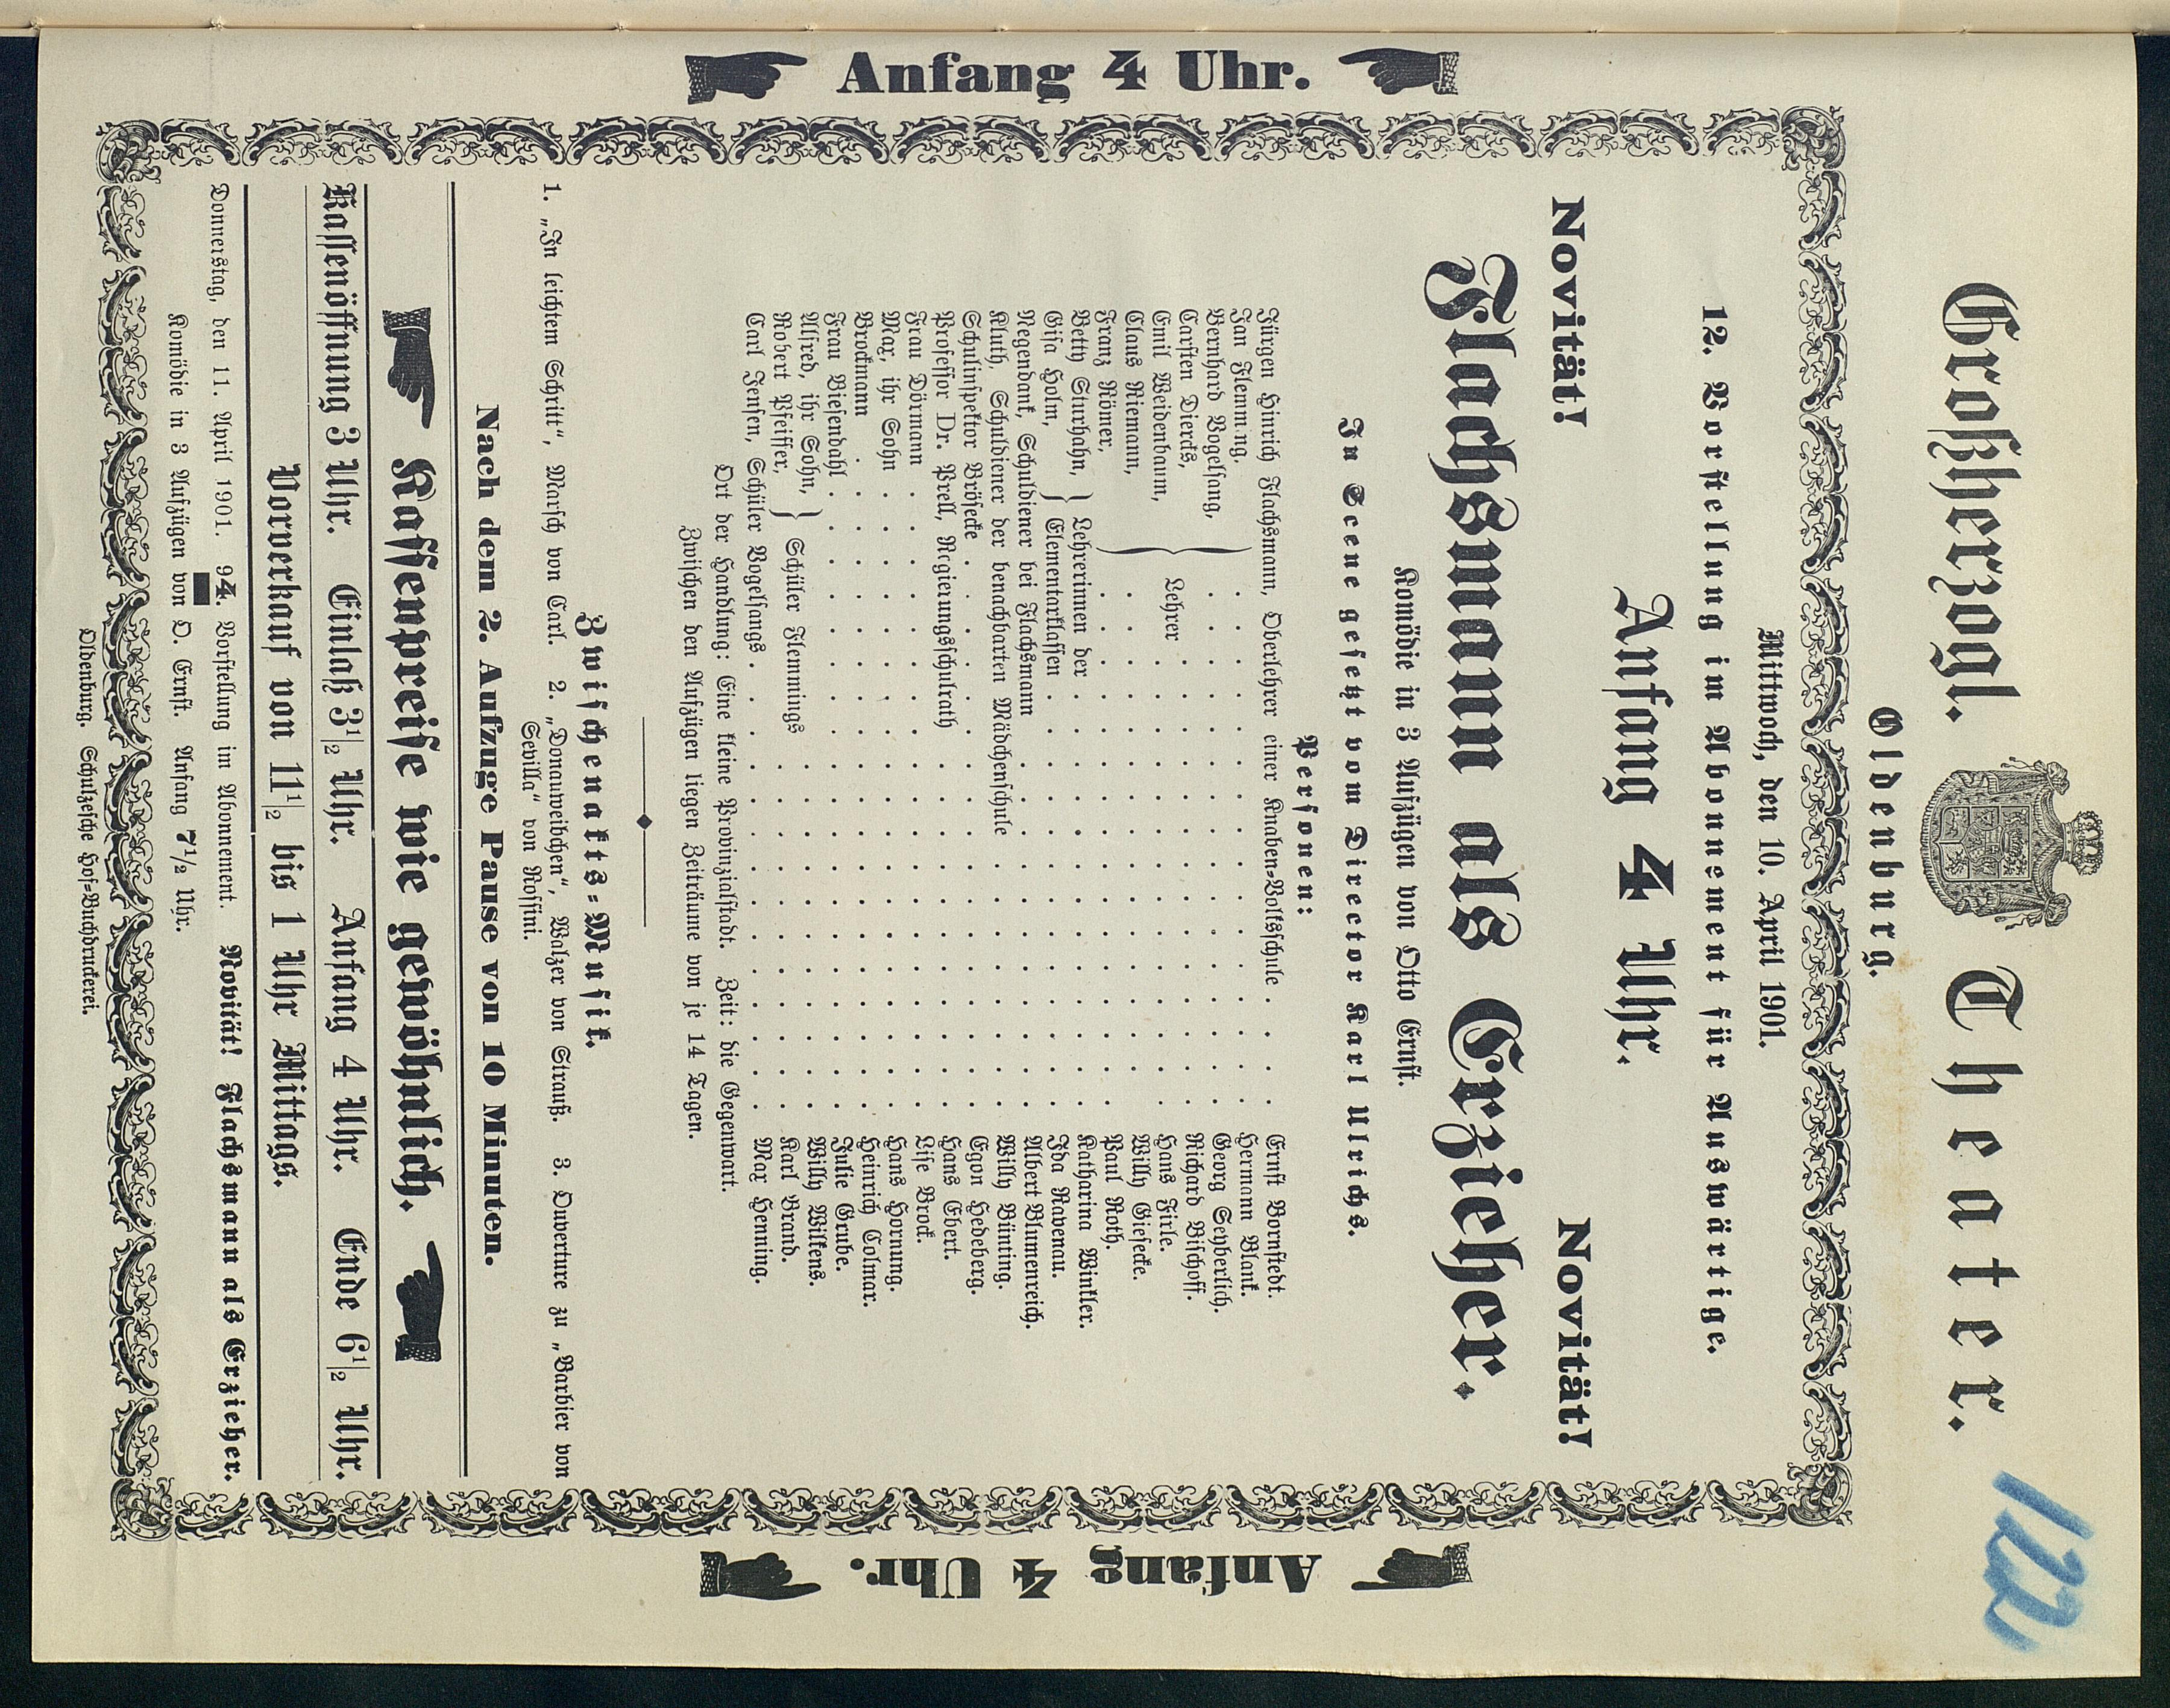 Großherzogl. Theater.
122
Oldenburg.
Mittwoch, den 10. April 1901.
12. Vorstellung im Abonnement für Auswärtige.
Anfang 4 Uhr.
Novität! Novität!
Flachsmann als Erzieher.
Komödie in 3 Aufzügen von Otto Ernst.
In Scene gesetzt vom Director Karl Ulrichs.
Personen:
Jürgen Hinrich Flachsmann, Oberlehrer einer Knaben-Volksschule . . . . Ernst Bornstedt.
Jan Flemming, Hermann Blank.
Bernhard Vogelsang, Georg Seyberlich.
Carsten Diercks, Richard Bischoff.
Emil Weidenbaum, Lehrer Hans Firle.
Claus Riemann, Willy Giesecke.
Franz Römer, Paul Roth.
Betty Sturhahn, } Lehrerinnen der Katharina Winkler.
Gisa Holm, } Elementarklassen Ida Ravenau.
Negendank, Schuldiener bei Flachsmann Albert Blumenreich.
Kluth, Schuldiener der benachbarten Mädchenschule Willy Bünting.
Schulinspektor Brösecke Egon Hedeberg.
Professor Dr. Prell, Regierungsschulrath Hans Ebert.
Frau Dörmann Lise Brock.
Max, ihr Sohn Hans Hornung.
Brockmann Heinrich Colmar.
Frau Biesendahl Julie Grube.
Alfred, ihr Sohn, } Schüler Flemmings Willy Wilkens.
Robert Pfeiffer, Karl Brand.
Carl Jensen, Schüler Vogelsangs Max Henning.
Ort der Handlung: Eine kleine Provinzialstadt. Zeit: die Gegenwart.
Zwischen den Aufzügen liegen Zeiträume von je 14 Tagen.
Zwischenakts-Musik.
1. „In leichtem Schritt“, Marsch von Carl. 2. „Donauweibchen“, Walzer von Strauß. 3. Ouverture zu „Barbier von
Sevilla“ von Rossini.
Nach dem 2. Aufzuge Pause von 10 Minuten.
Kassenpreise wie gewöhnlich.
Kassenöffnung 3 Uhr. Einlaß 3½ Uhr. Anfang 4 Uhr. Ende 6½ Uhr.
Vorverkauf von 11½ bis 1 Uhr Mittags.
Donnerstag, den 11. April 1901. 94. Vorstellung im Abonnement. Novität! Flachsmann als Erzieher.
Komödie in 3 Aufzügen von O. Ernst. Anfang 7½ Uhr.
Oldenburg. Schulzesche Hof-Buchdruckerei.
Anfang 4 Uhr.
Anfang 4 Uhr.